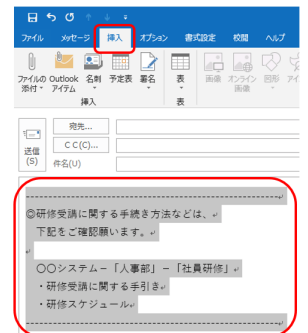 ファイル メッセージ 挿入 オプション 書式設定 校閲 ヘルプ
ファイルの添付 Outlook アイテム 名刺 予定表 署名 表 画像 オンライン画像 図形
挿入 表
送信(S)
宛先...
C C(C)...
件名(U)
◎研修受講に関する手続き方法などは、
下記をご確認願います。
〇〇システム－「人事部」－「社員研修」
・研修受講に関する手引き
・研修スケジュール